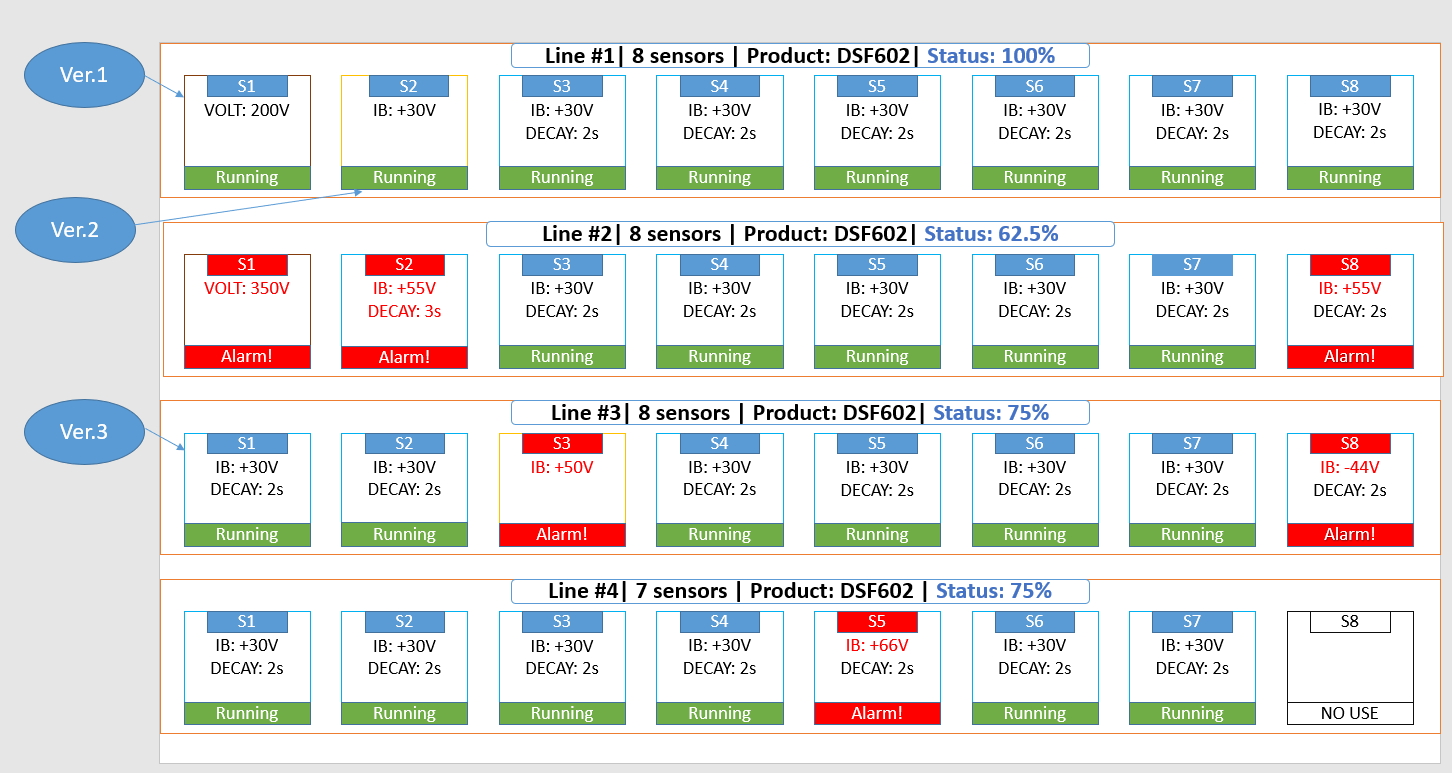 Ver.1
Line #1| 8 sensors | Product: DSF602| Status: 100%
S1 S2 S3 S4 S5 S6 S7 S8
VOLT: 200V IB: +30V IB: +30V IB: +30V IB: +30V IB: +30V IB: +30V IB: +30V
DECAY: 2s DECAY: 2s DECAY: 2s DECAY: 2s DECAY: 2s DECAY: 2s
Running Running Running Running Running Running Running Running
Ver.2
Line #2| 8 sensors | Product: DSF602| Status: 62.5%
S1 S2 S3 S4 S5 S6 S7 S8
VOLT: 350V IB: +55V IB: +30V IB: +30V IB: +30V IB: +30V IB: +30V IB: +55V
DECAY: 3s DECAY: 2s DECAY: 2s DECAY: 2s DECAY: 2s DECAY: 2s DECAY: 2s
Alarm! Alarm! Running Running Running Running Running Alarm!
Ver.3
Line #3| 8 sensors | Product: DSF602| Status: 75%
S1 S2 S3 S4 S5 S6 S7 S8
IB: +30V IB: +30V IB: +50V IB: +30V IB: +30V IB: +30V IB: +30V IB: -44V
DECAY: 2s DECAY: 2s DECAY: 2s DECAY: 2s DECAY: 2s DECAY: 2s DECAY: 2s
Running Running Alarm! Running Running Running Running Alarm!
Line #4| 7 sensors | Product: DSF602 | Status: 75%
S1 S2 S3 S4 S5 S6 S7 S8
IB: +30V IB: +30V IB: +30V IB: +30V IB: +66V IB: +30V IB: +30V
DECAY: 2s DECAY: 2s DECAY: 2s DECAY: 2s DECAY: 2s DECAY: 2s DECAY: 2s
Running Running Running Running Alarm! Running Running NO USE